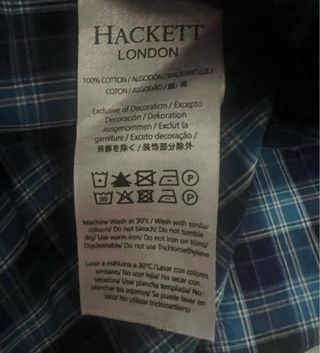 HACKETT
LONDON
100% COTTON / ALGODÓN / BAUMWOLLE /
COTON / ALGODÃO / 綿 / 棉
Exclusive of Decoration / Excepto
Decoración / Dekoration
ausgenommen / Exclut la
garniture / Exceto decoração /
装飾を除く / 装饰部分除外
P
30 P
Machine Wash at 30°c / Wash with similar
colours / Do not bleach / Do not tumble
dry / Use warm iron / Do not iron on trims /
Drycleanable / Do not use Trichloroethylene
Lavar a máquina a 30°C / Lavar con colores
similares / No usar lejía / No secar con
secadora / Usar plancha templada / No
planchar los adornos / Se puede lavar en
seco / No utilizar tricloroetileno